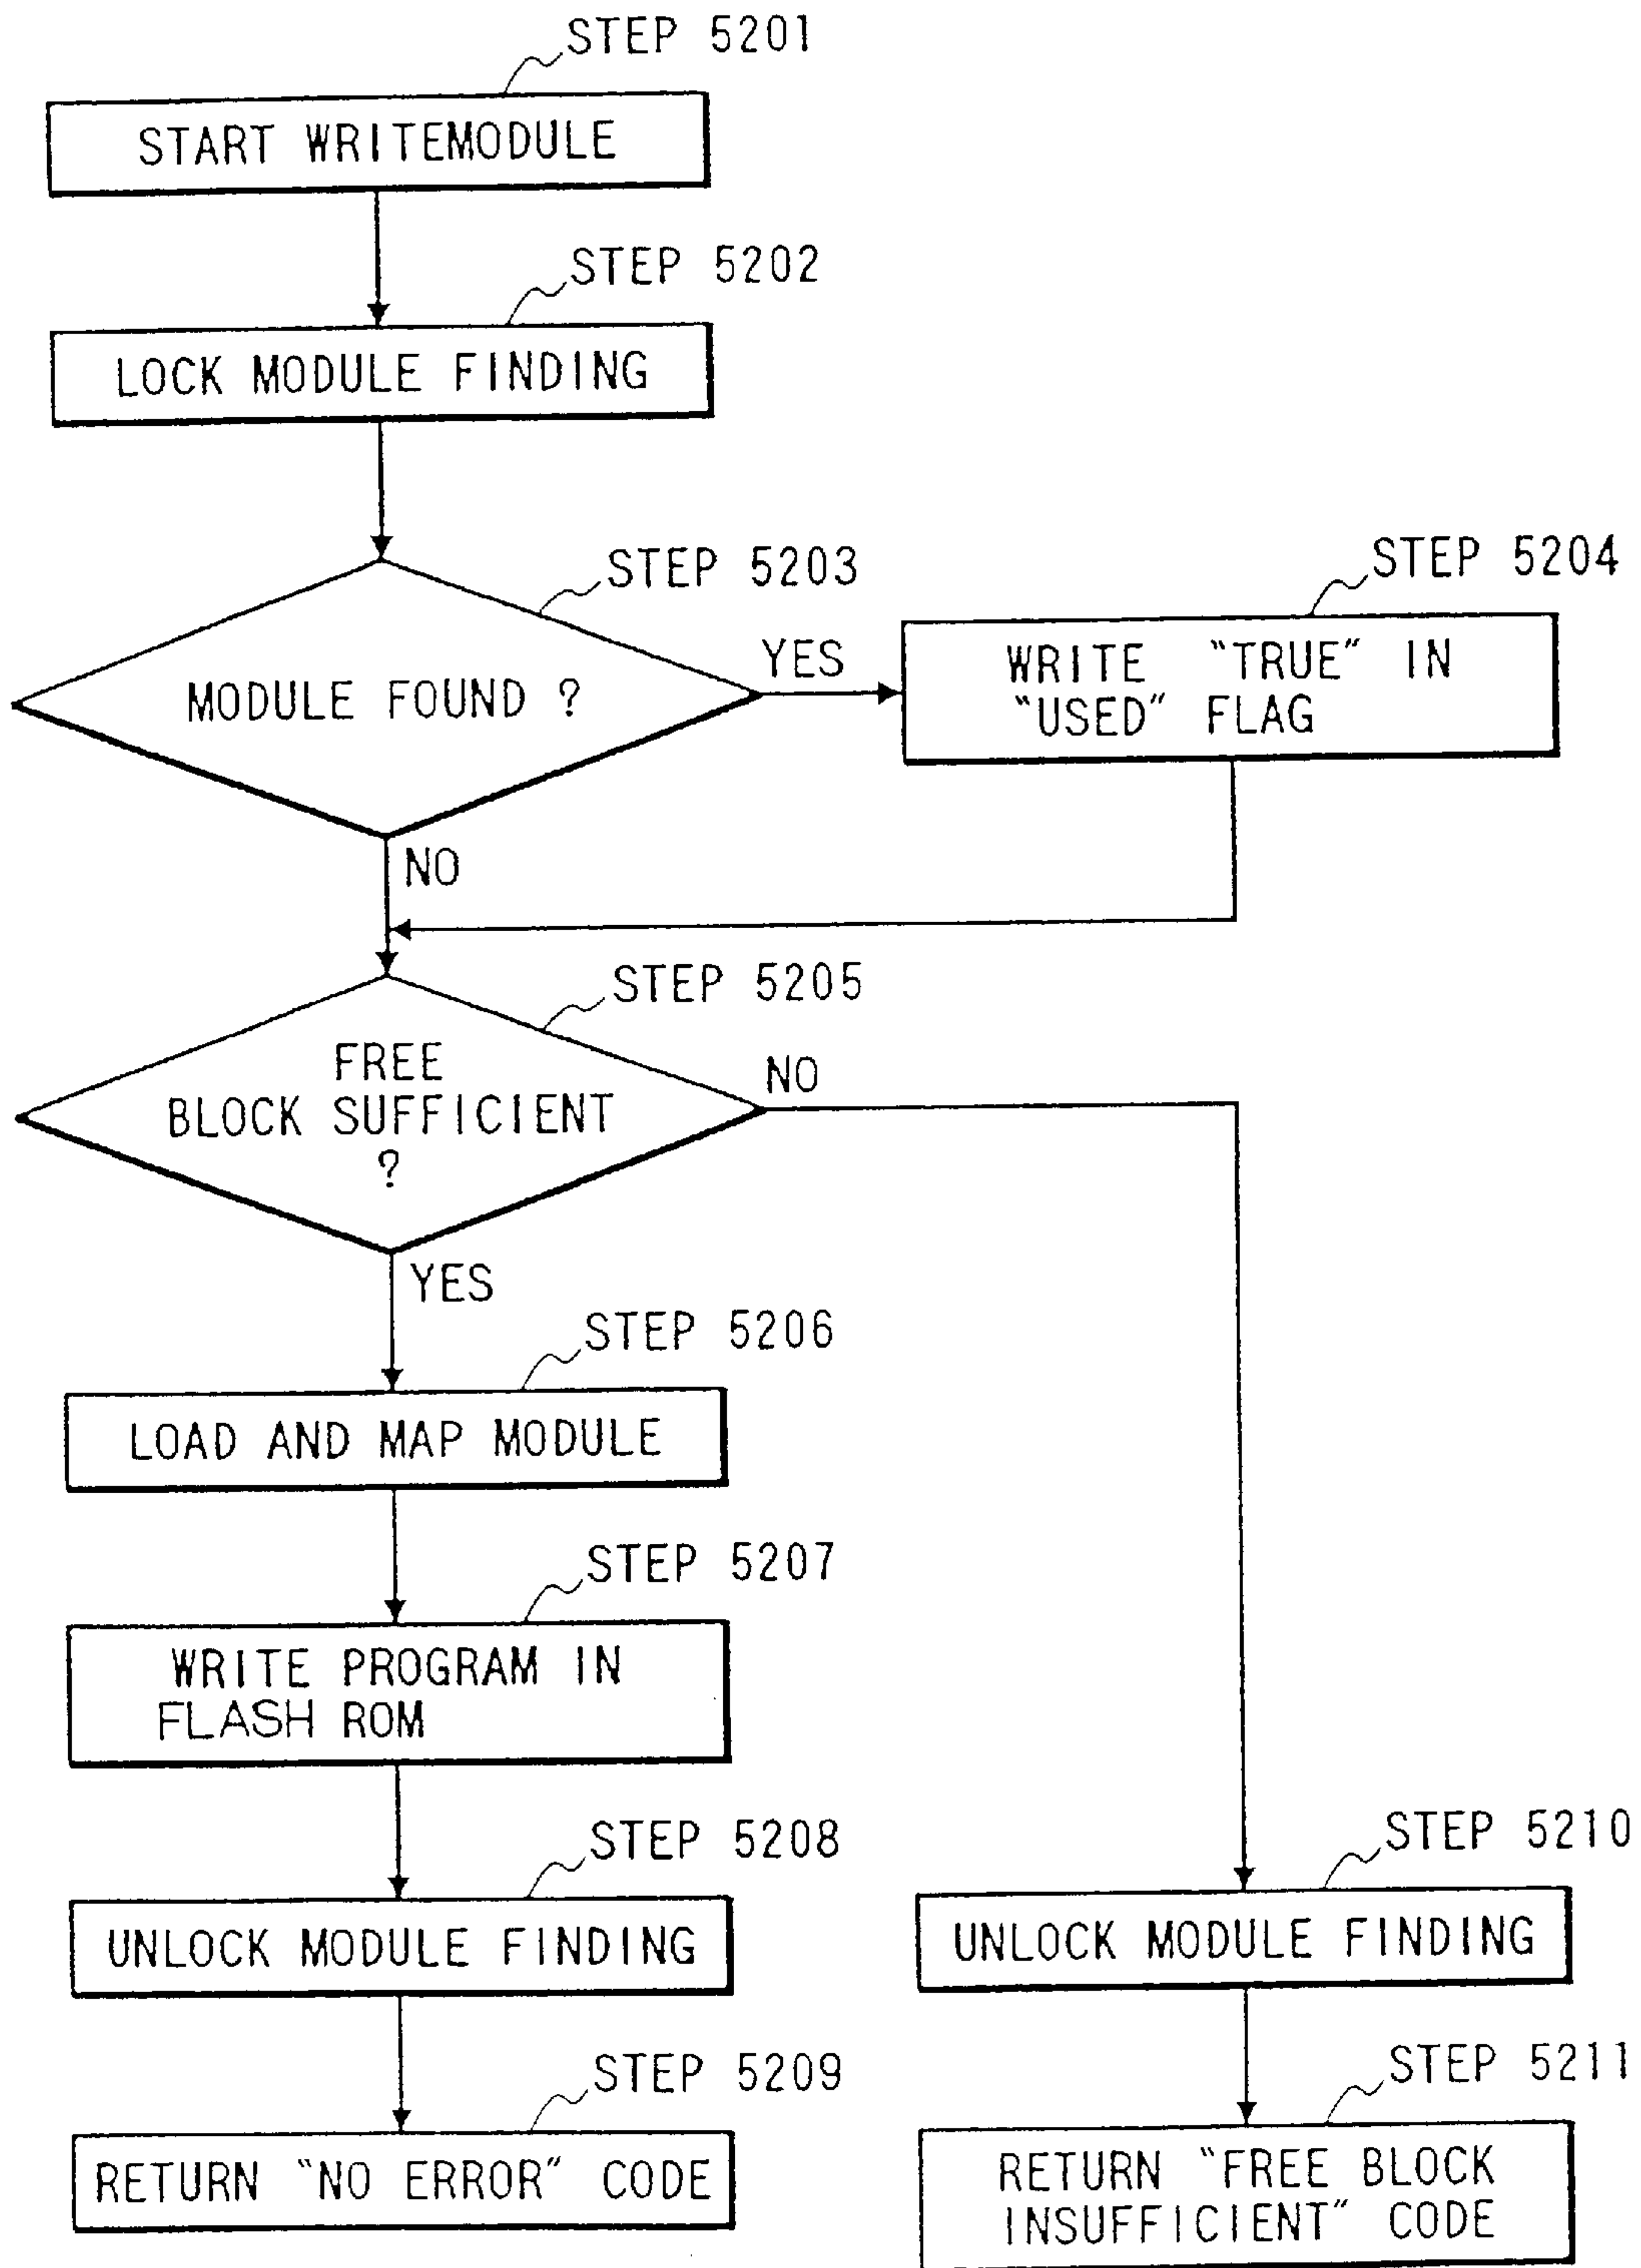 STEP 5201
START WRITEMODULE
STEP 5202
LOCK MODULE FINDING
STEP 5203
MODULE FOUND ?
YES
STEP 5204
WRITE "TRUE" IN
"USED" FLAG
NO
STEP 5205
FREE
BLOCK SUFFICIENT
?
NO
YES
STEP 5206
LOAD AND MAP MODULE
STEP 5207
WRITE PROGRAM IN
FLASH ROM
STEP 5208
UNLOCK MODULE FINDING
STEP 5210
UNLOCK MODULE FINDING
STEP 5209
RETURN "NO ERROR" CODE
STEP 5211
RETURN "FREE BLOCK
INSUFFICIENT" CODE